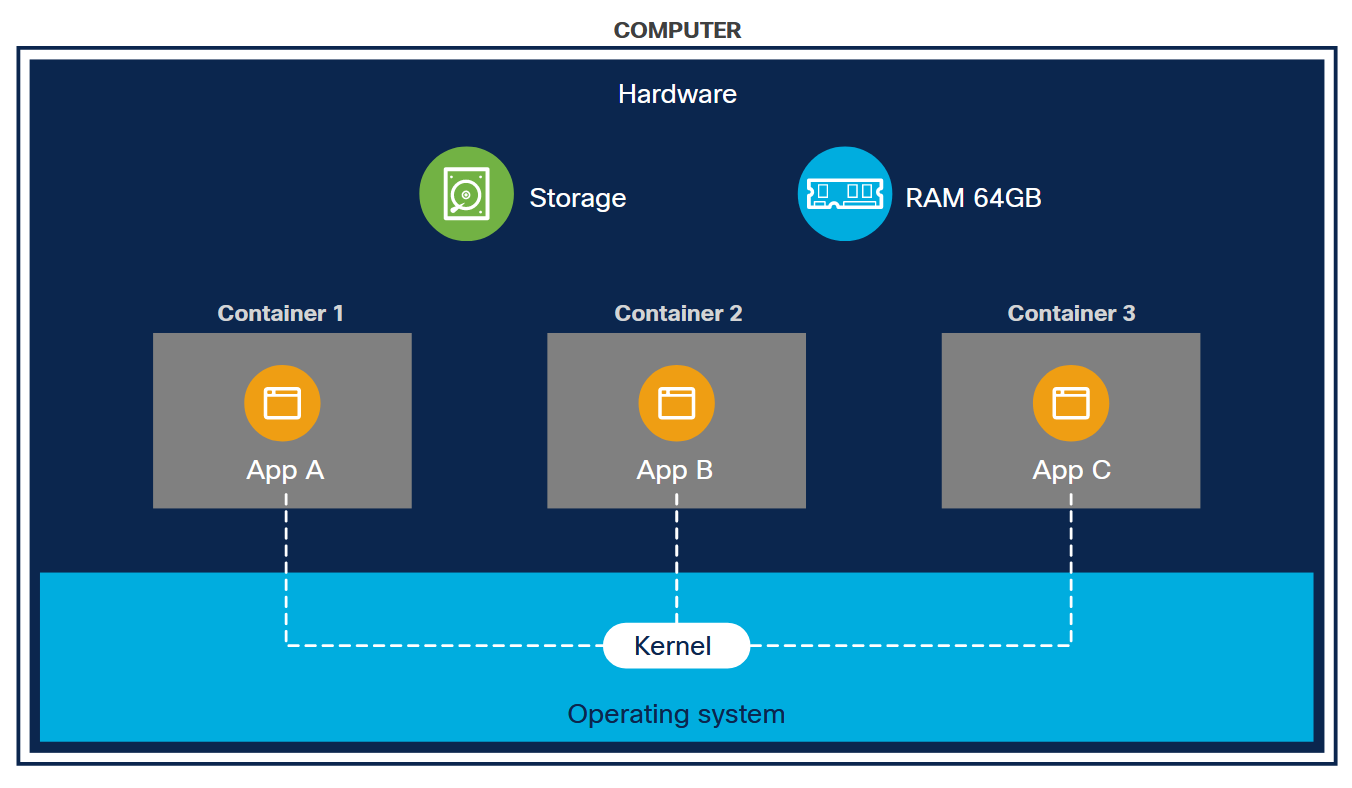 COMPUTER
Hardware
Storage
RAM 64GB
Container 1
Container 2
Container 3
App A
App B
App C
Kernel
Operating system